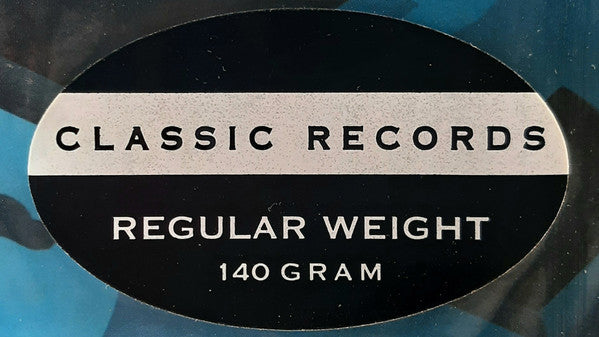 CLASSIC RECORDS
REGULAR WEIGHT
140 GRAM